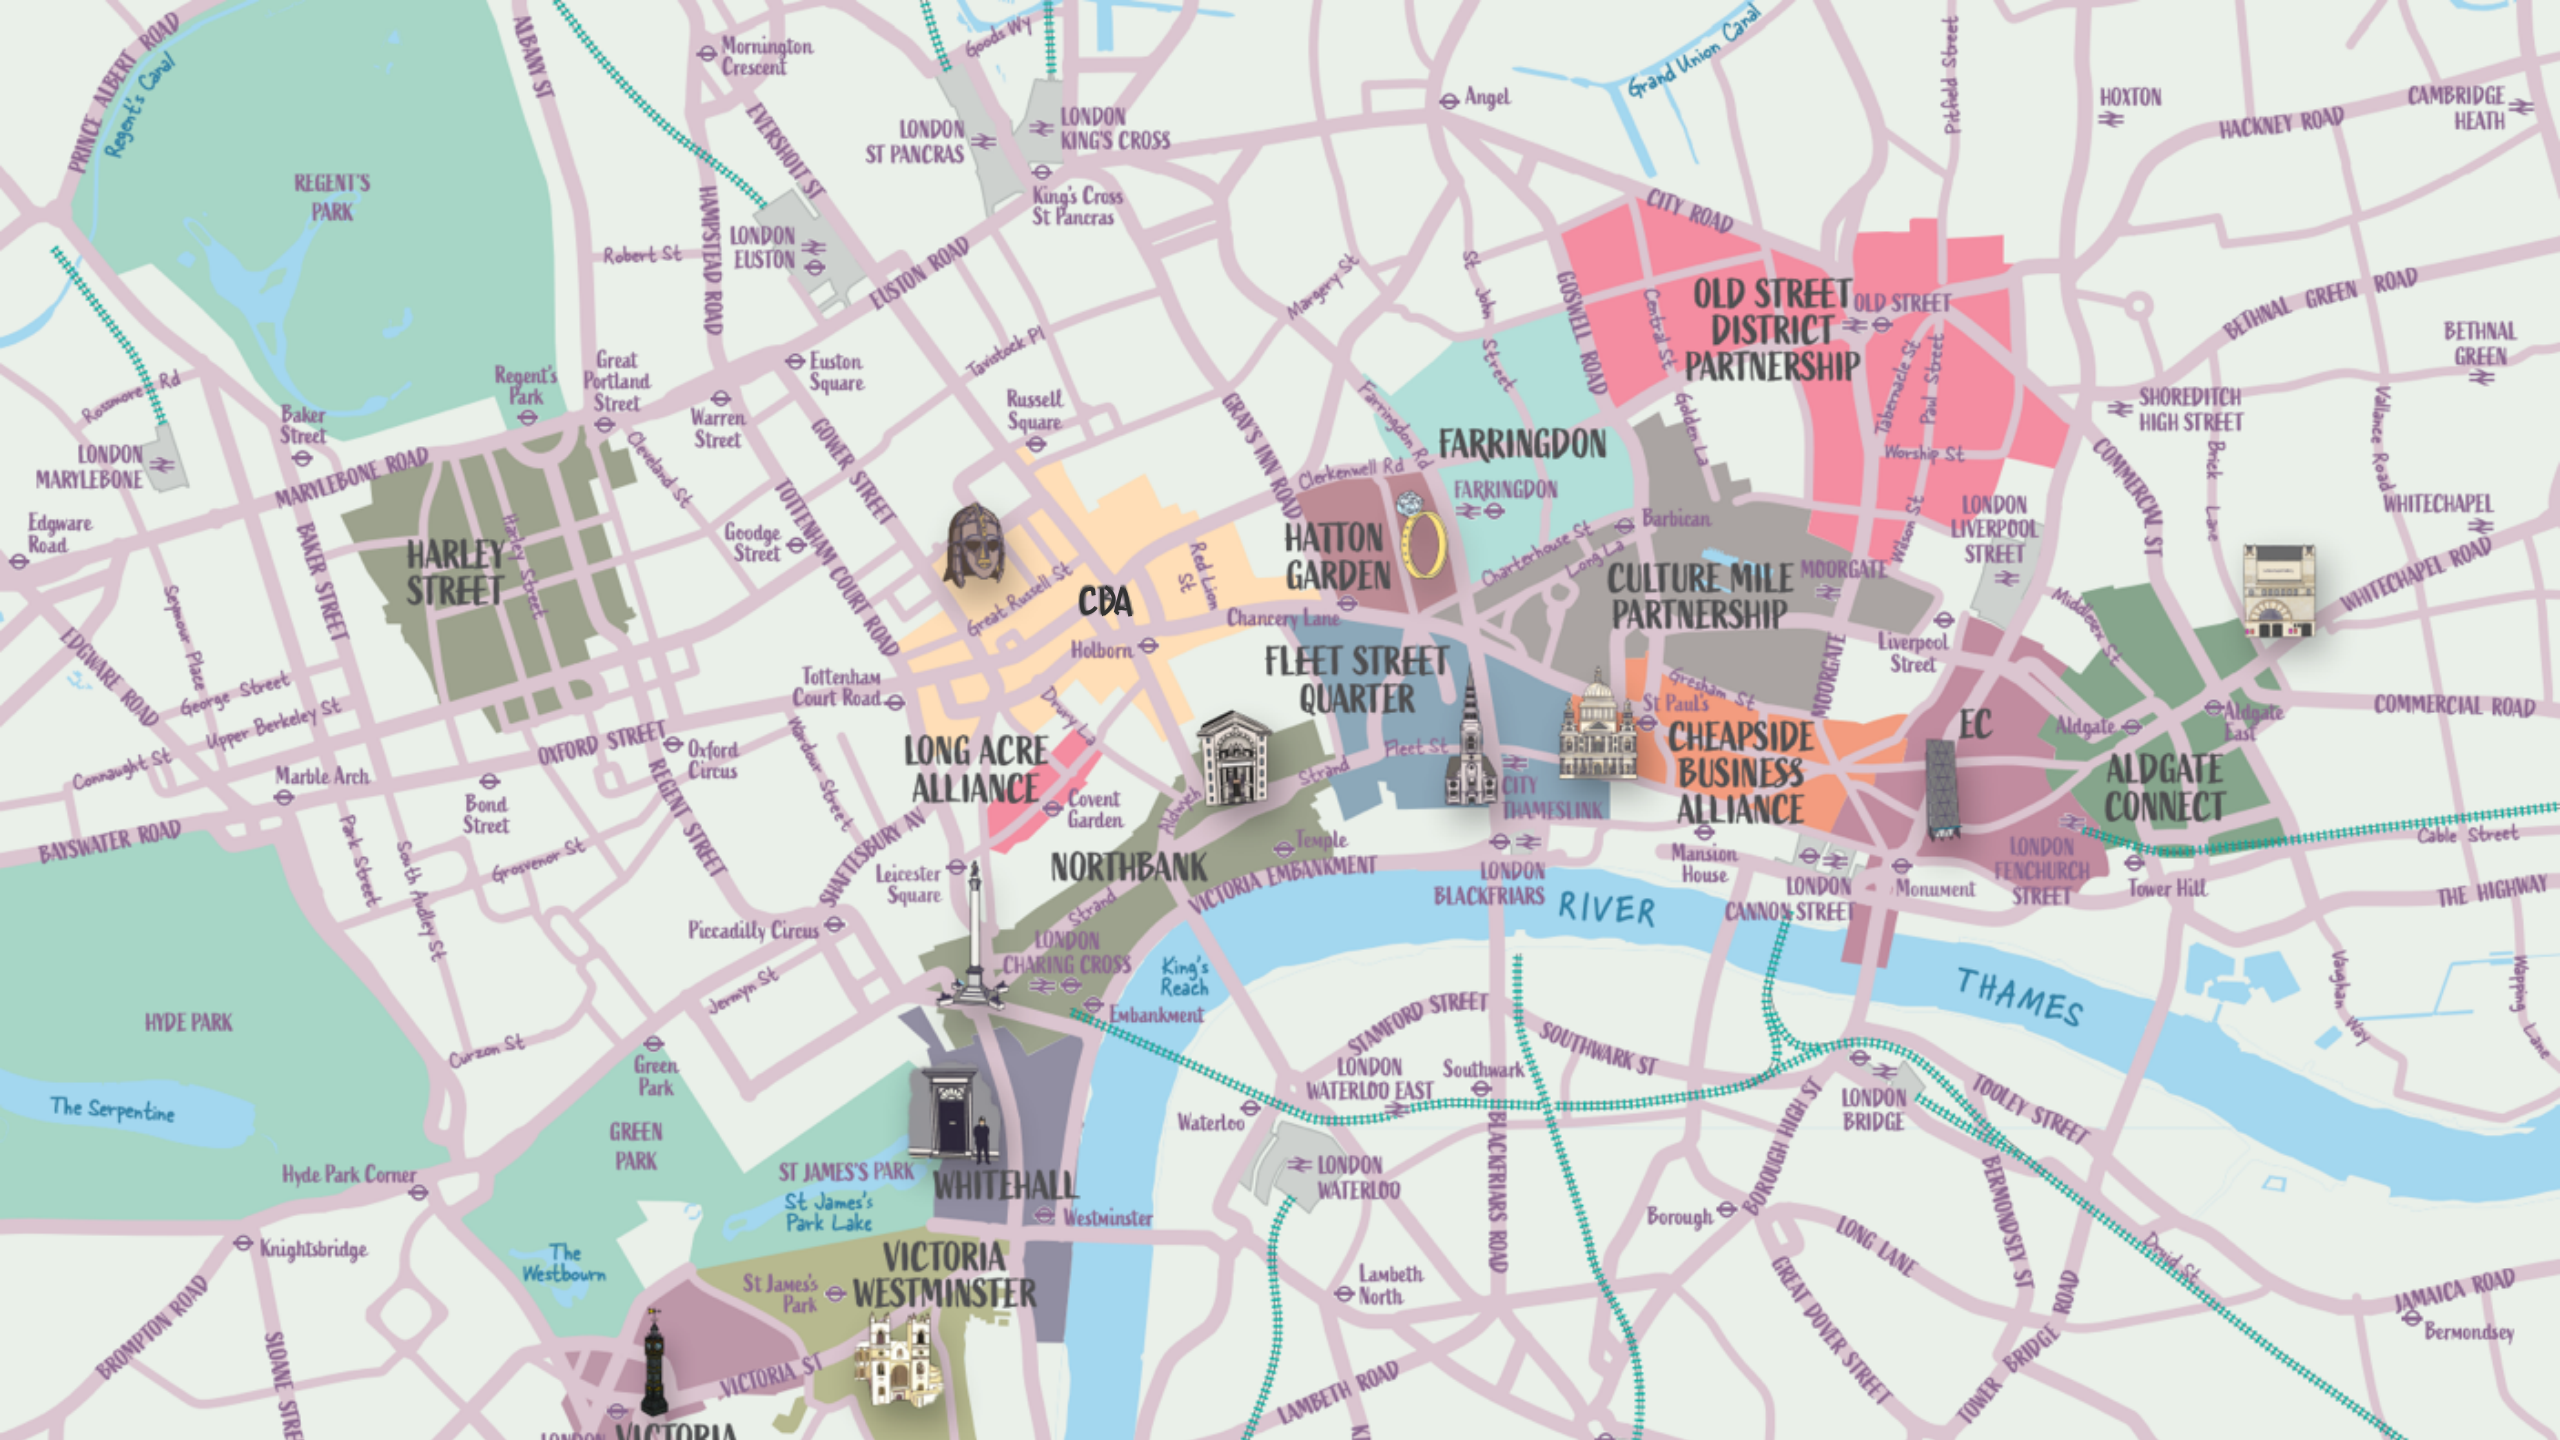 PRINCE ALBERT ROAD
Regent's Canal
ALBANY ST
Mornington
Crescent
Goods Wy
EVERSHOLT ST
LONDON
ST PANCRAS
LONDON
KING'S CROSS
King's Cross
St Pancras
Angel
Grand Union Canal
Pitfield Street
HOXTON
HACKNEY ROAD
CAMBRIDGE
HEATH
REGENT'S
PARK
Robert St
HAMPSTEAD ROAD
LONDON
EUSTON
EUSTON ROAD
Margery St
St John Street
CITY ROAD
GOSWELL ROAD
Central St
OLD STREET
DISTRICT
PARTNERSHIP
OLD STREET
Tabernacle St
Paul Street
Worship St
BETHNAL GREEN ROAD
BETHNAL
GREEN
SHOREDITCH
HIGH STREET
Brick Lane
Vallance Road
COMMERCIAL ST
WHITECHAPEL
WHITECHAPEL ROAD
Rossmore Rd
LONDON
MARYLEBONE
Baker
Street
Regent's
Park
Great
Portland
Street
Warren
Street
Euston
Square
Tavistock Pl
Russell
Square
GRAY'S INN ROAD
Farringdon Rd
Clerkenwell Rd
FARRINGDON
FARRINGDON
Golden La
Barbican
Charterhouse St
Long La
Wilson St
LONDON
LIVERPOOL
STREET
Edgware
Road
MARYLEBONE ROAD
BAKER STREET
HARLEY
STREET
Harley Street
Cleveland St
GOWER STREET
TOTTENHAM COURT ROAD
Goodge
Street
Great Russell St
CBA
Red Lion
St
HATTON
GARDEN
Chancery Lane
Holborn
CULTURE MILE
PARTNERSHIP
MOORGATE
MOORGATE
Liverpool
Street
Middlesex St
EDGWARE ROAD
Seymour Place
George Street
Upper Berkeley St
Connaught St
Tottenham
Court Road
Drury La
FLEET STREET
QUARTER
Fleet St
Gresham St
St Paul's
CHEAPSIDE
BUSINESS
ALLIANCE
EC
Aldgate
Aldgate
East
COMMERCIAL ROAD
ALDGATE
CONNECT
OXFORD STREET
Oxford
Circus
Marble Arch
Bond
Street
REGENT STREET
Wardour Street
LONG ACRE
ALLIANCE
Covent
Garden
Aldwych
Strand
CITY
THAMESLINK
BAYSWATER ROAD
Park Street
South Audley St
Grosvenor St
SHAFTESBURY AV
Leicester
Square
NORTHBANK
Temple
VICTORIA EMBANKMENT
LONDON
BLACKFRIARS
Mansion
House
LONDON
CANNON STREET
Monument
LONDON
FENCHURCH
STREET
Tower Hill
Cable Street
THE HIGHWAY
Piccadilly Circus
Strand
LONDON
CHARING CROSS
King's
Reach
Embankment
RIVER
THAMES
Vaughan Way
Wapping Lane
HYDE PARK
The Serpentine
Curzon St
Jermyn St
Green
Park
GREEN
PARK
STAMFORD STREET
SOUTHWARK ST
LONDON
WATERLOO EAST
Southwark
Waterloo
LONDON
WATERLOO
BLACKFRIARS ROAD
BOROUGH HIGH ST
LONDON
BRIDGE
TOOLEY STREET
Hyde Park Corner
ST JAMES'S PARK
St James's
Park Lake
WHITEHALL
Westminster
Borough
LONG LANE
BERMONDSEY ST
Druid St
Knightsbridge
The
Westbourn
VICTORIA
WESTMINSTER
St James's
Park
Lambeth
North
GREAT DOVER STREET
TOWER BRIDGE ROAD
JAMAICA ROAD
Bermondsey
BROMPTON ROAD
SLOANE STRE
VICTORIA ST
LAMBETH ROAD
LONDON
VICTORIA